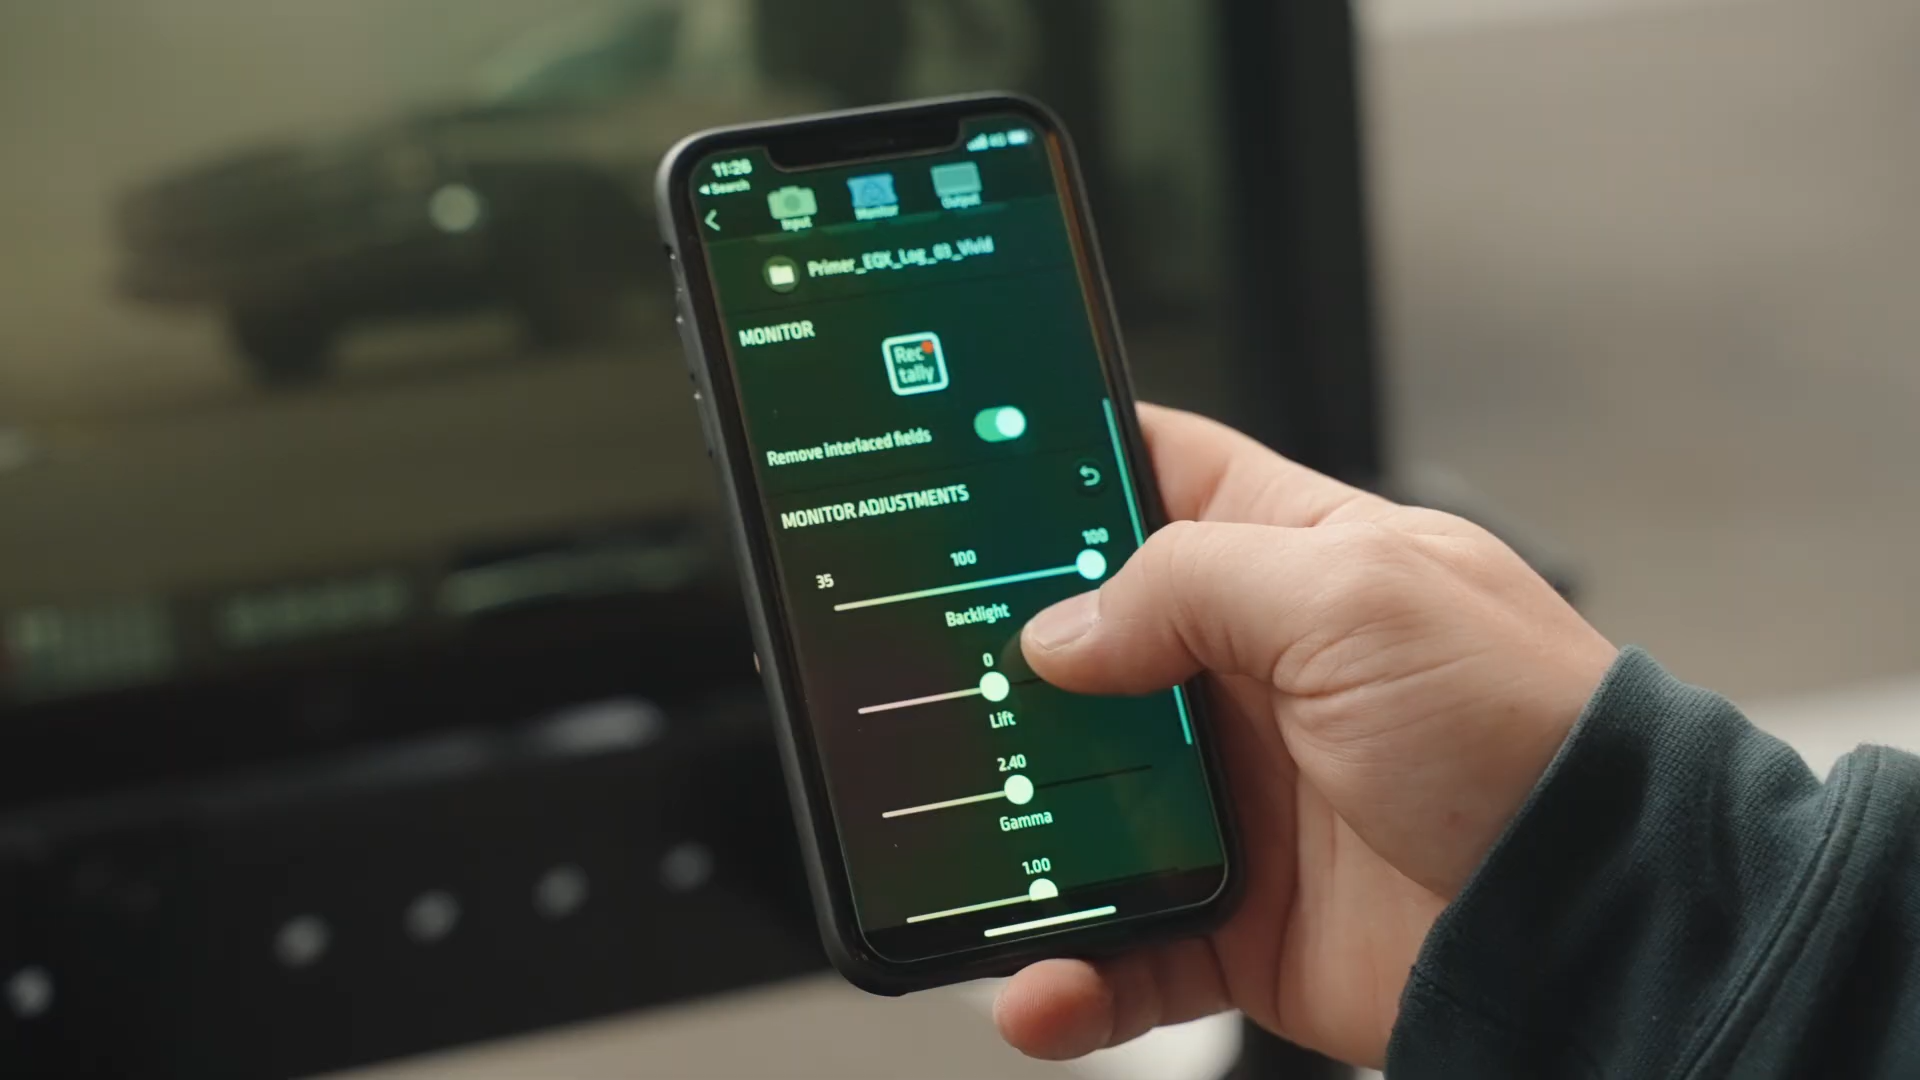 11:26
Search
Input
Monitor
Output
Primer_EQX_Log_03_Vivid
MONITOR
Rec
tally
Remove interlaced fields
MONITOR ADJUSTMENTS
35
100
100
Backlight
0
Lift
2.40
Gamma
1.00